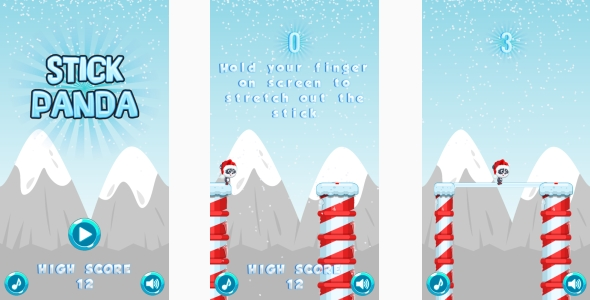 STICK
PANDA
HIGH SCORE
12
0
Hold your finger
on screen to
stretch out the
stick
HIGH SCORE
12
3